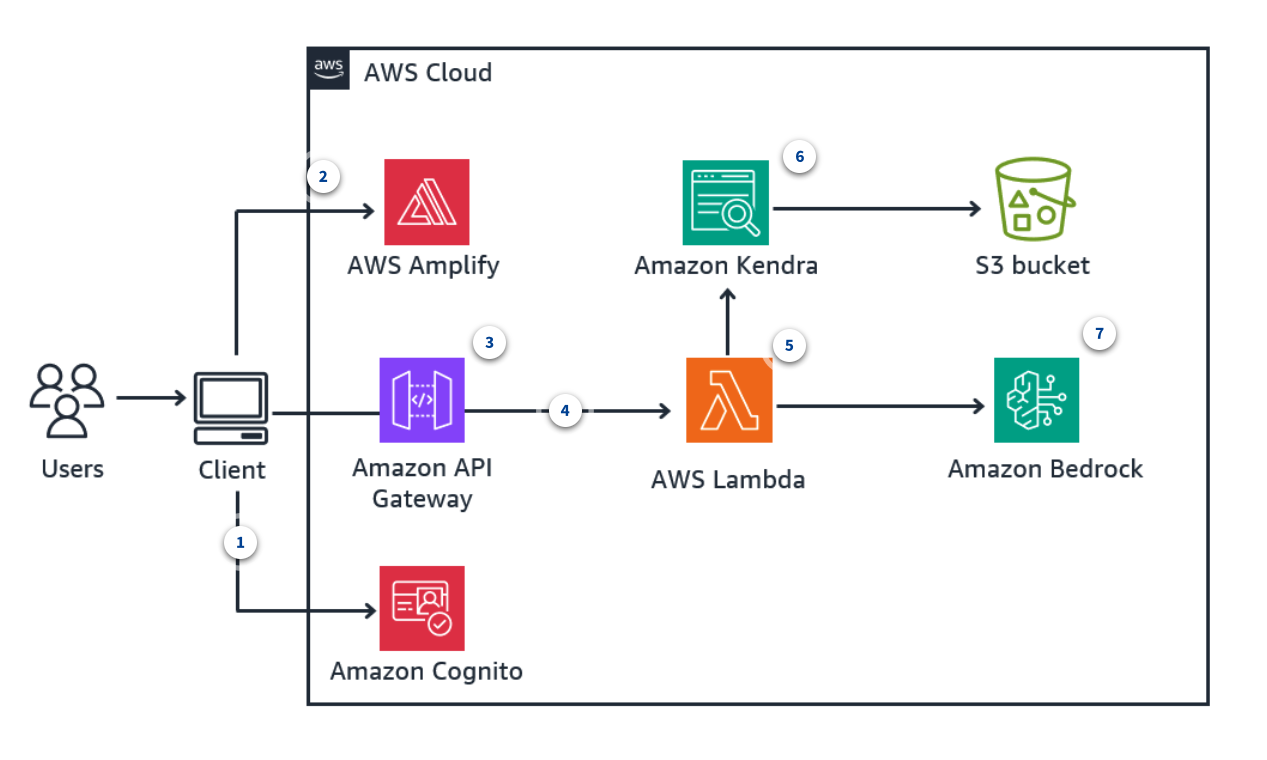 aws
AWS Cloud
2
6
AWS Amplify
Amazon Kendra
S3 bucket
3
5
7
4
</>
Users
Client
Amazon API
Gateway
AWS Lambda
Amazon Bedrock
1
Amazon Cognito